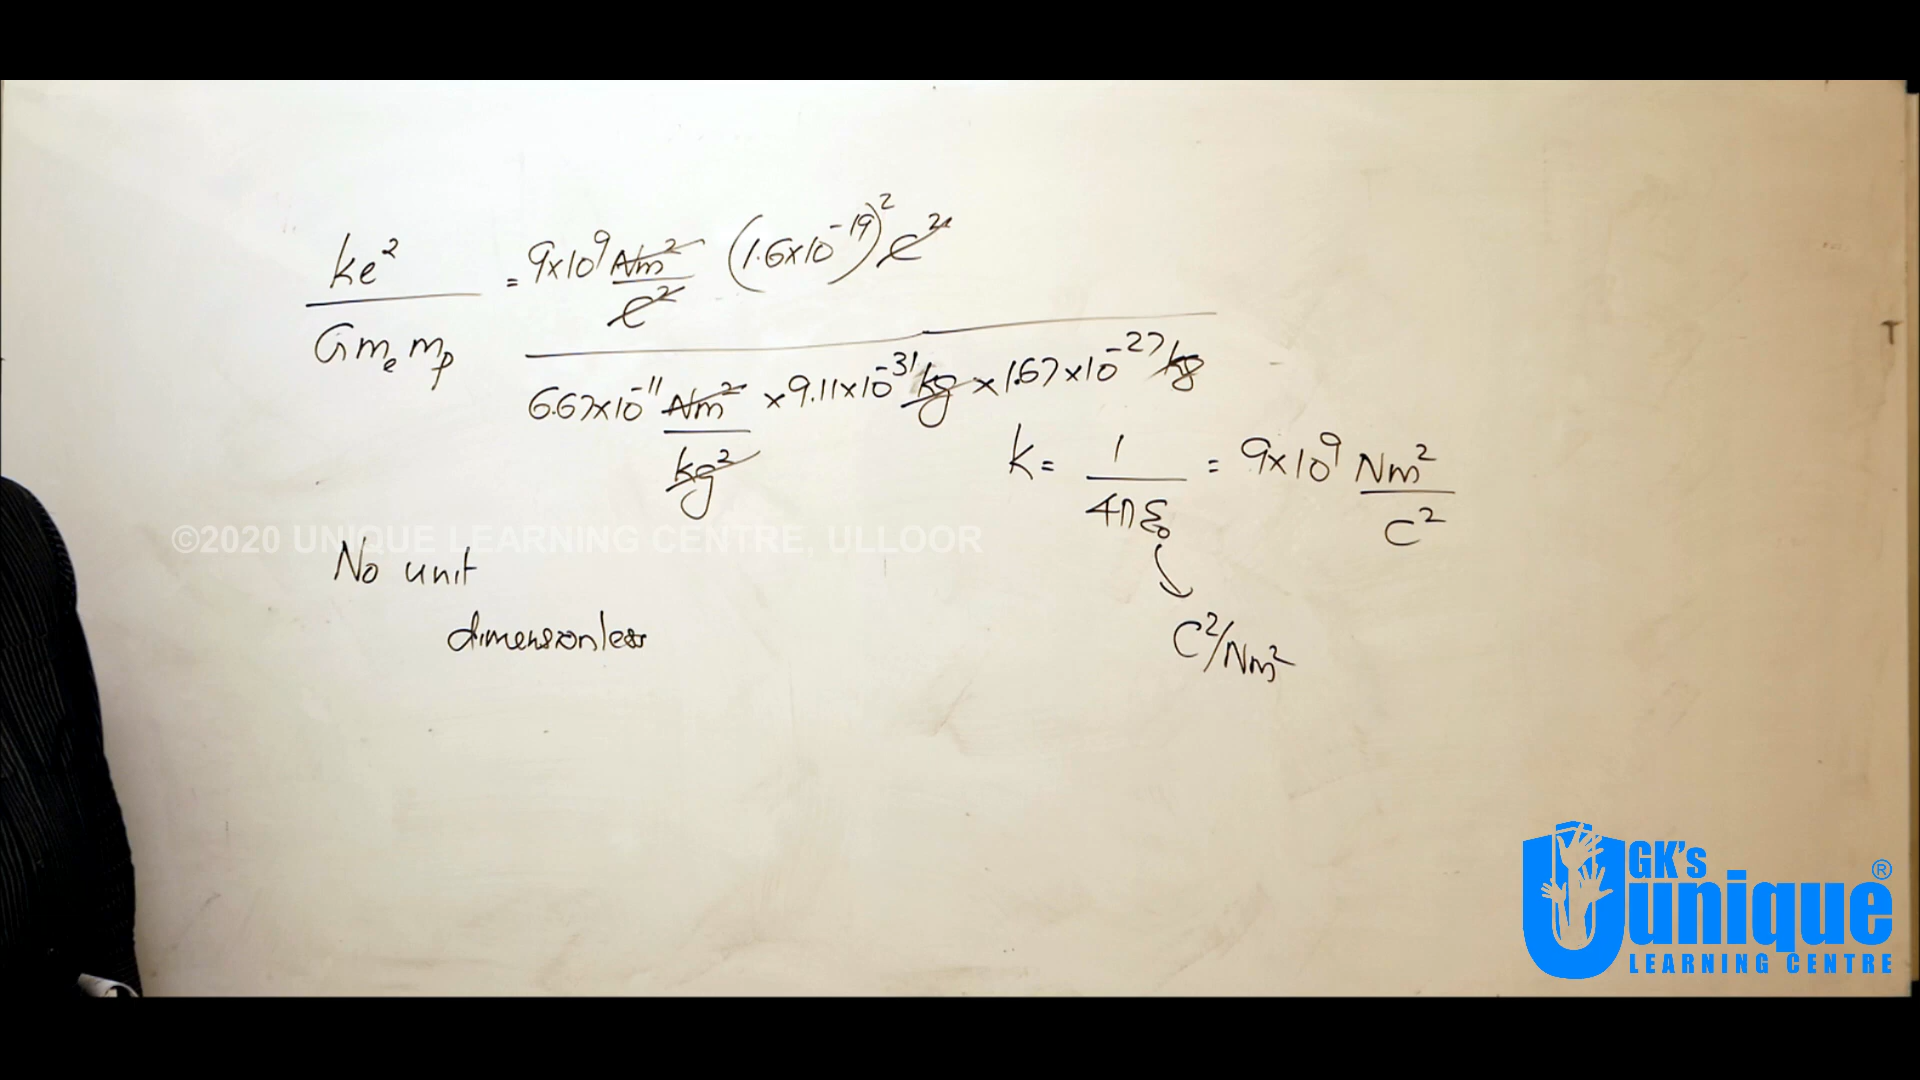 ke² / Gmₑmₚ = 9×10⁹ Nm²/C² (1.6×10⁻¹⁹)² C² / 6.67×10⁻¹¹ Nm²/kg² × 9.11×10⁻³¹ kg × 1.67×10⁻²⁷ kg
k = 1/4πε₀ = 9×10⁹ Nm²/C²
C²/Nm²
©2020 UNIQUE LEARNING CENTRE, ULLOOR
No unit
dimensionless
T
GK's
unique®
LEARNING CENTRE